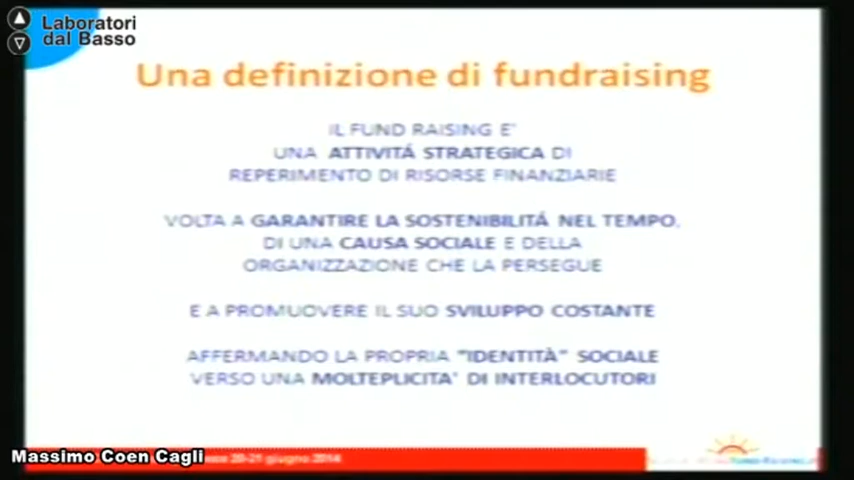 Laboratori
dal Basso
Una definizione di fundraising
IL FUND RAISING E'
UNA ATTIVITÁ STRATEGICA DI
REPERIMENTO DI RISORSE FINANZIARIE
VOLTA A GARANTIRE LA SOSTENIBILITÁ NEL TEMPO,
DI UNA CAUSA SOCIALE E DELLA
ORGANIZZAZIONE CHE LA PERSEGUE
E A PROMUOVERE IL SUO SVILUPPO COSTANTE
AFFERMANDO LA PROPRIA "IDENTITÀ" SOCIALE
VERSO UNA MOLTEPLICITA' DI INTERLOCUTORI
Massimo Coen Cagli
20-21 giugno 2014